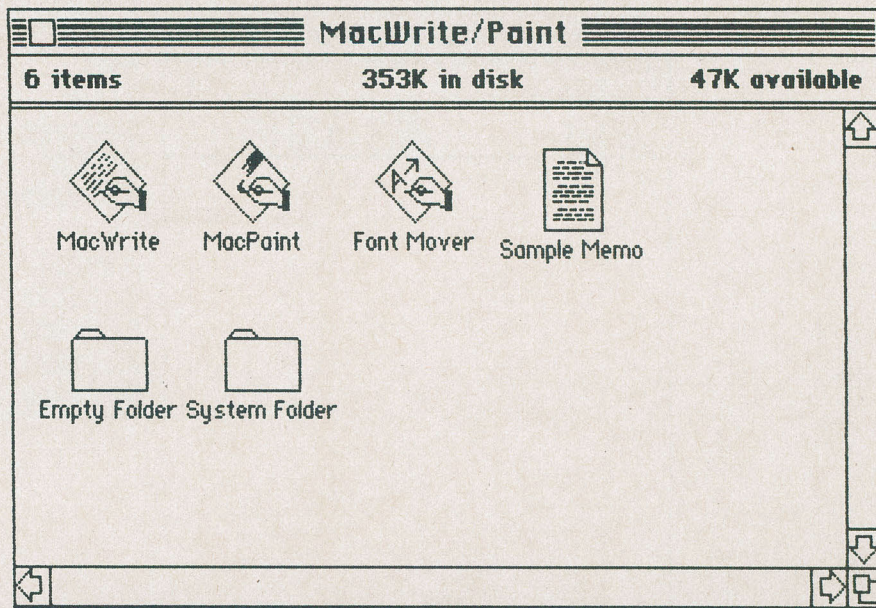 MacWrite/Paint
6 items 353K in disk 47K available
MacWrite MacPaint Font Mover Sample Memo
Empty Folder System Folder